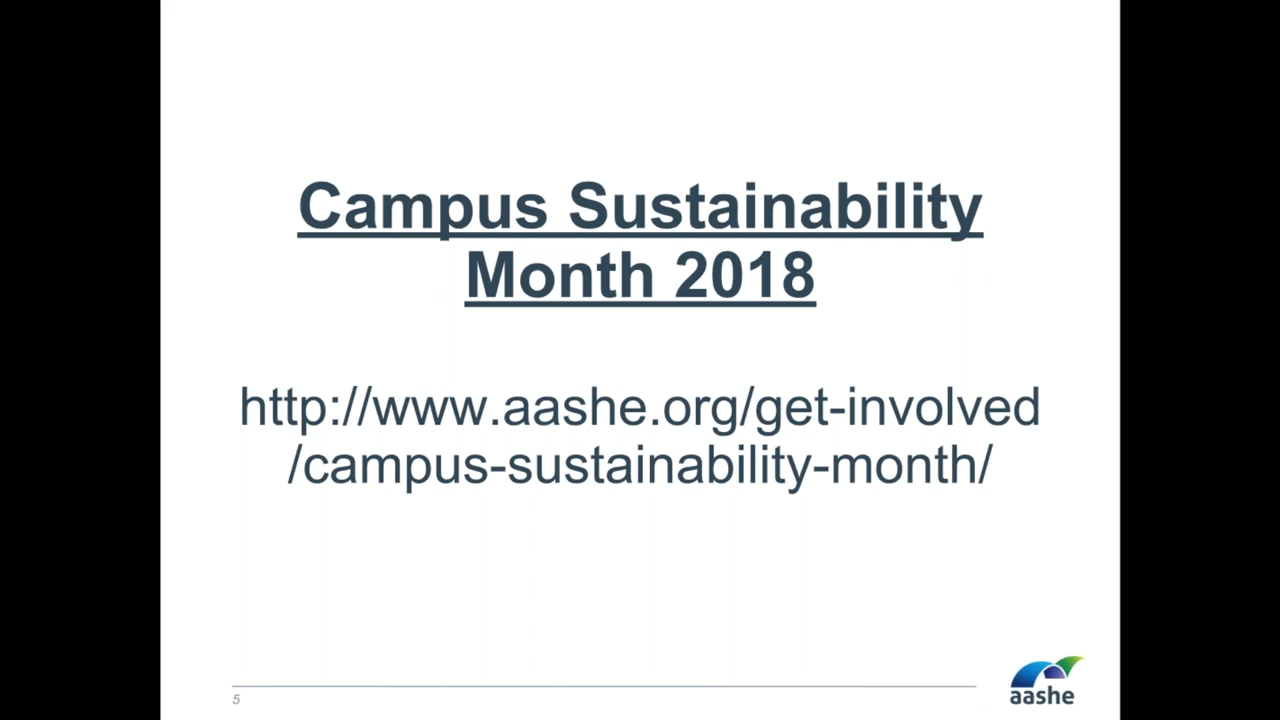 Campus Sustainability
Month 2018
http://www.aashe.org/get-involved
/campus-sustainability-month/
5
aashe